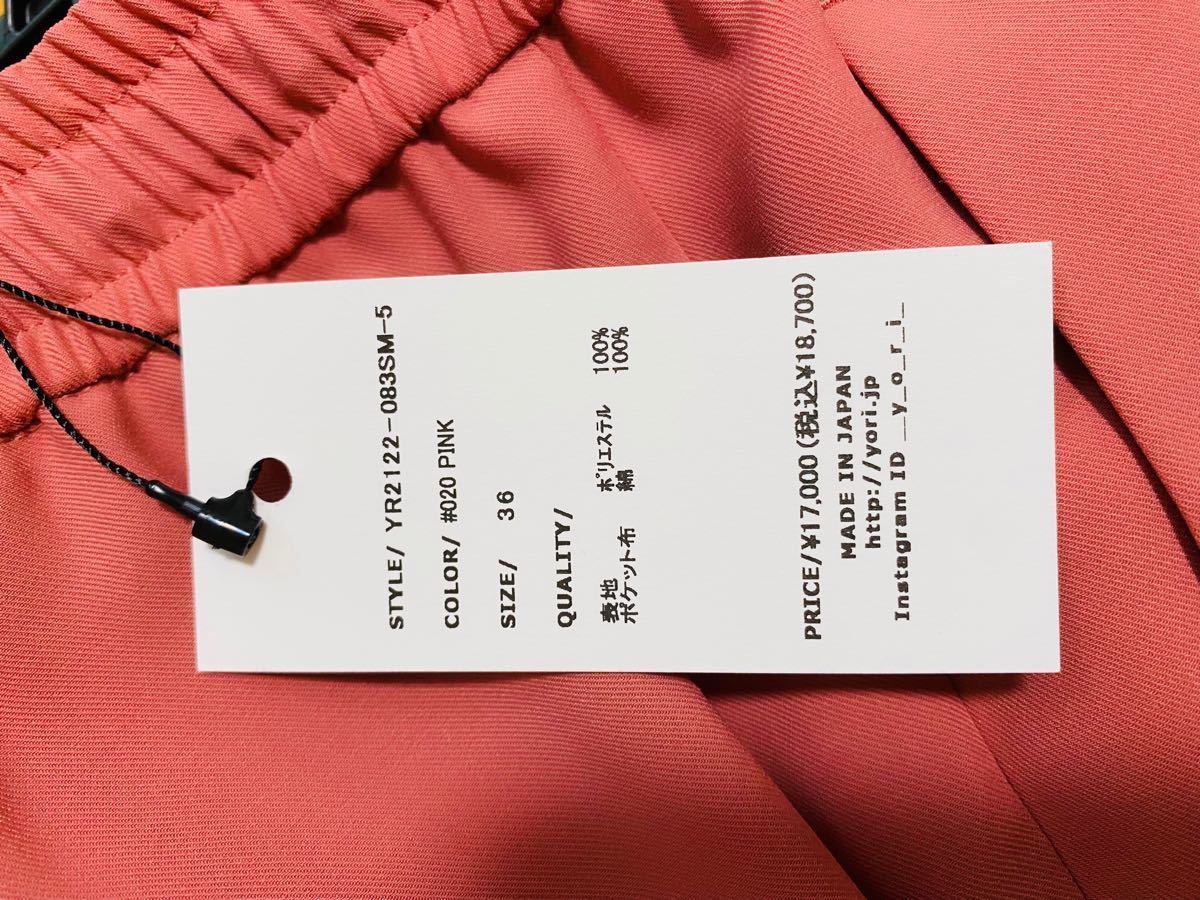 STYLE/ YR2122-083SM-5
COLOR/ #020 PINK
SIZE/ 36
QUALITY/
表地 ポリエステル 100%
ポケット布 綿 100%
PRICE/¥17,000(税込¥18,700)
MADE IN JAPAN
http://yori.jp
Instagram ID __y_o_r_i_